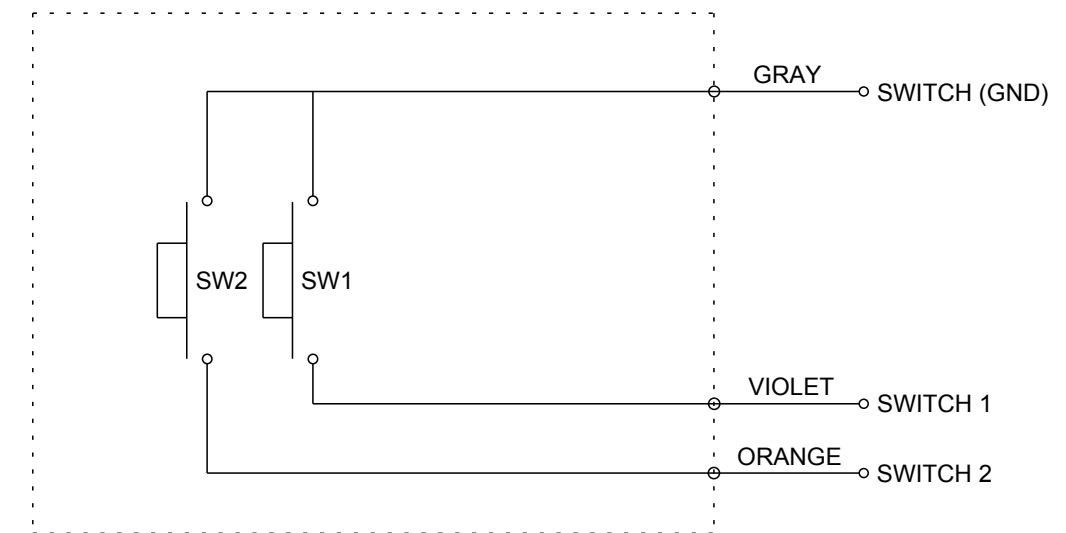 GRAY
SWITCH (GND)
SW2
SW1
VIOLET
SWITCH 1
ORANGE
SWITCH 2